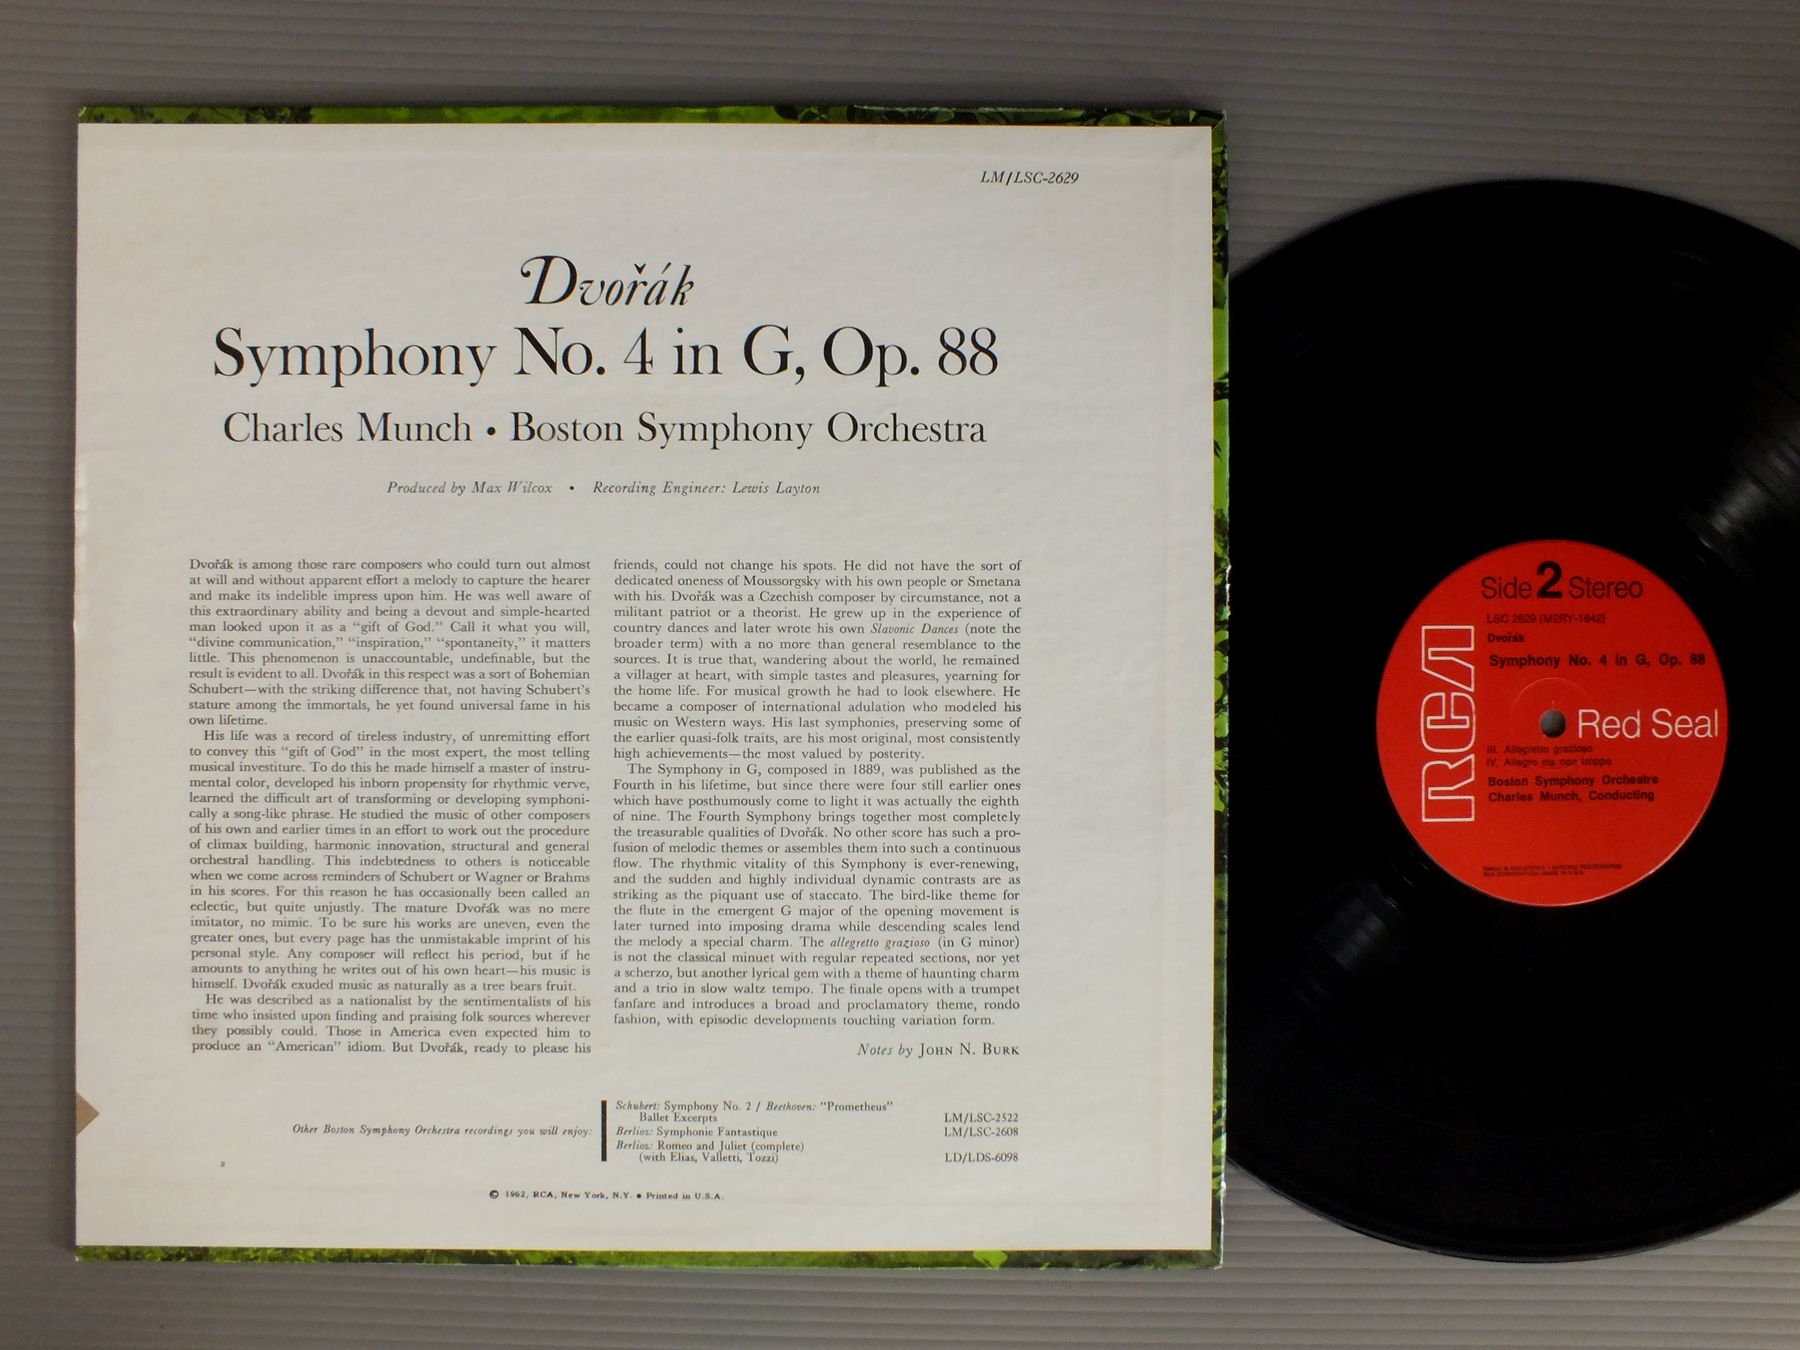 LM/LSC-2629
Dvořák
Symphony No. 4 in G, Op. 88
Charles Munch • Boston Symphony Orchestra
Produced by Max Wilcox • Recording Engineer: Lewis Layton
Dvořák is among those rare composers who could turn out almost
at will and without apparent effort a melody to capture the hearer
and make its indelible impress upon him. He was well aware of
this extraordinary ability and being a devout and simple-hearted
man looked upon it as a “gift of God.” Call it what you will,
“divine communication,” “inspiration,” “spontaneity,” it matters
little. This phenomenon is unaccountable, undefinable, but the
result is evident to all. Dvořák in this respect was a sort of Bohemian
Schubert—with the striking difference that, not having Schubert’s
stature among the immortals, he yet found universal fame in his
own lifetime.
His life was a record of tireless industry, of unremitting effort
to convey this “gift of God” in the most expert, the most telling
musical investiture. To do this he made himself a master of instru-
mental color, developed his inborn propensity for rhythmic verve,
learned the difficult art of transforming or developing symphoni-
cally a song-like phrase. He studied the music of other composers
of his own and earlier times in an effort to work out the procedure
of climax building, harmonic innovation, structural and general
orchestral handling. This indebtedness to others is noticeable
when we come across reminders of Schubert or Wagner or Brahms
in his scores. For this reason he has occasionally been called an
eclectic, but quite unjustly. The mature Dvořák was no mere
imitator, no mimic. To be sure his works are uneven, even the
greater ones, but every page has the unmistakable imprint of his
personal style. Any composer will reflect his period, but if he
amounts to anything he writes out of his own heart—his music is
himself. Dvořák exuded music as naturally as a tree bears fruit.
He was described as a nationalist by the sentimentalists of his
time who insisted upon finding and praising folk sources wherever
they possibly could. Those in America even expected him to
produce an “American” idiom. But Dvořák, ready to please his
friends, could not change his spots. He did not have the sort of
dedicated oneness of Moussorgsky with his own people or Smetana
with his. Dvořák was a Czechish composer by circumstance, not a
militant patriot or a theorist. He grew up in the experience of
country dances and later wrote his own Slavonic Dances (note the
broader term) with a no more than general resemblance to the
sources. It is true that, wandering about the world, he remained
a villager at heart, with simple tastes and pleasures, yearning for
the home life. For musical growth he had to look elsewhere. He
became a composer of international adulation who modeled his
music on Western ways. His last symphonies, preserving some of
the earlier quasi-folk traits, are his most original, most consistently
high achievements—the most valued by posterity.
The Symphony in G, composed in 1889, was published as the
Fourth in his lifetime, but since there were four still earlier ones
which have posthumously come to light it was actually the eighth
of nine. The Fourth Symphony brings together most completely
the treasurable qualities of Dvořák. No other score has such a pro-
fusion of melodic themes or assembles them into such a continuous
flow. The rhythmic vitality of this Symphony is ever-renewing,
and the sudden and highly individual dynamic contrasts are as
striking as the piquant use of staccato. The bird-like theme for
the flute in the emergent G major of the opening movement is
later turned into imposing drama while descending scales lend
the melody a special charm. The allegretto grazioso (in G minor)
is not the classical minuet with regular repeated sections, nor yet
a scherzo, but another lyrical gem with a theme of haunting charm
and a trio in slow waltz tempo. The finale opens with a trumpet
fanfare and introduces a broad and proclamatory theme, rondo
fashion, with episodic developments touching variation form.
Notes by JOHN N. BURK
Other Boston Symphony Orchestra recordings you will enjoy:
Schubert: Symphony No. 2 / Beethoven: “Prometheus”
Ballet Excerpts LM/LSC-2522
Berlioz: Symphonie Fantastique LM/LSC-2608
Berlioz: Romeo and Juliet (complete)
(with Elias, Valletti, Tozzi) LD/LDS-6098
2
© 1962, RCA, New York, N.Y. • Printed in U.S.A.
Side 2 Stereo
LSC 2629 (M2RY-1642)
Dvořák
Symphony No. 4 in G, Op. 88
RCA
Red Seal
III. Allegretto grazioso
IV. Allegro ma non troppo
Boston Symphony Orchestra
Charles Munch, Conducting
RCA CORPORATION • MADE IN U.S.A.